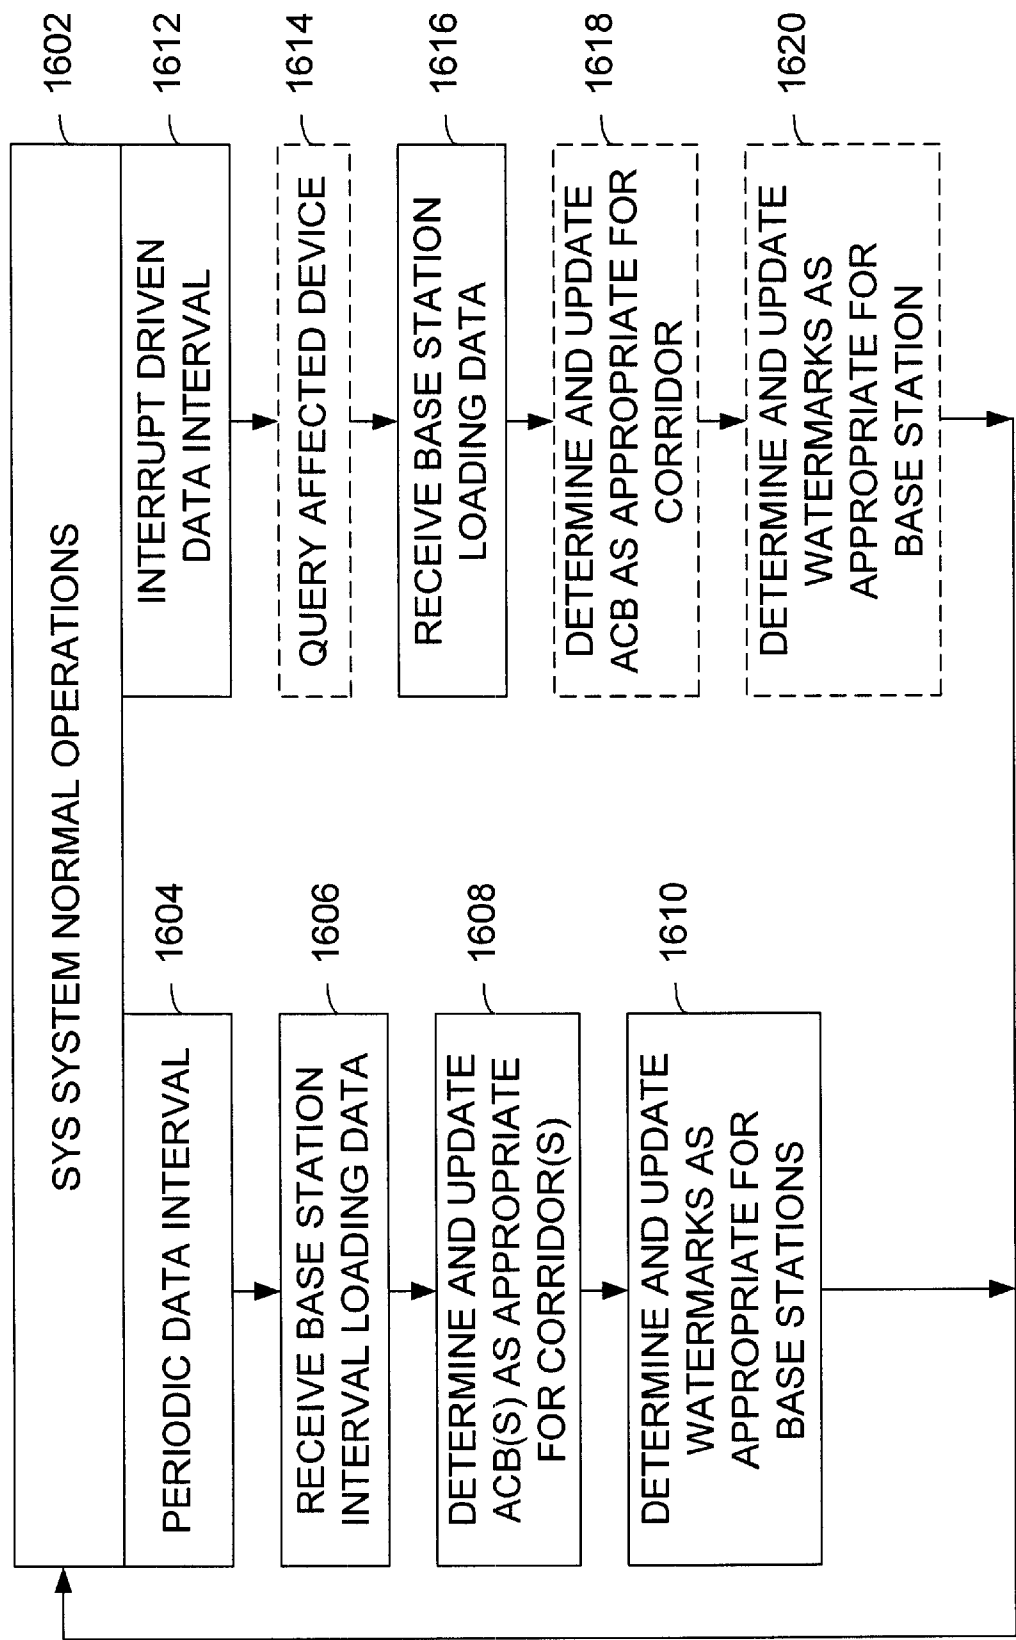 SYS SYSTEM NORMAL OPERATIONS
1602
PERIODIC DATA INTERVAL
1604
RECEIVE BASE STATION
INTERVAL LOADING DATA
1606
DETERMINE AND UPDATE
ACB(S) AS APPROPRIATE
FOR CORRIDOR(S)
1608
DETERMINE AND UPDATE
WATERMARKS AS
APPROPRIATE FOR
BASE STATIONS
1610
INTERRUPT DRIVEN
DATA INTERVAL
1612
QUERY AFFECTED DEVICE
1614
RECEIVE BASE STATION
LOADING DATA
1616
DETERMINE AND UPDATE
ACB AS APPROPRIATE FOR
CORRIDOR
1618
DETERMINE AND UPDATE
WATERMARKS AS
APPROPRIATE FOR
BASE STATION
1620